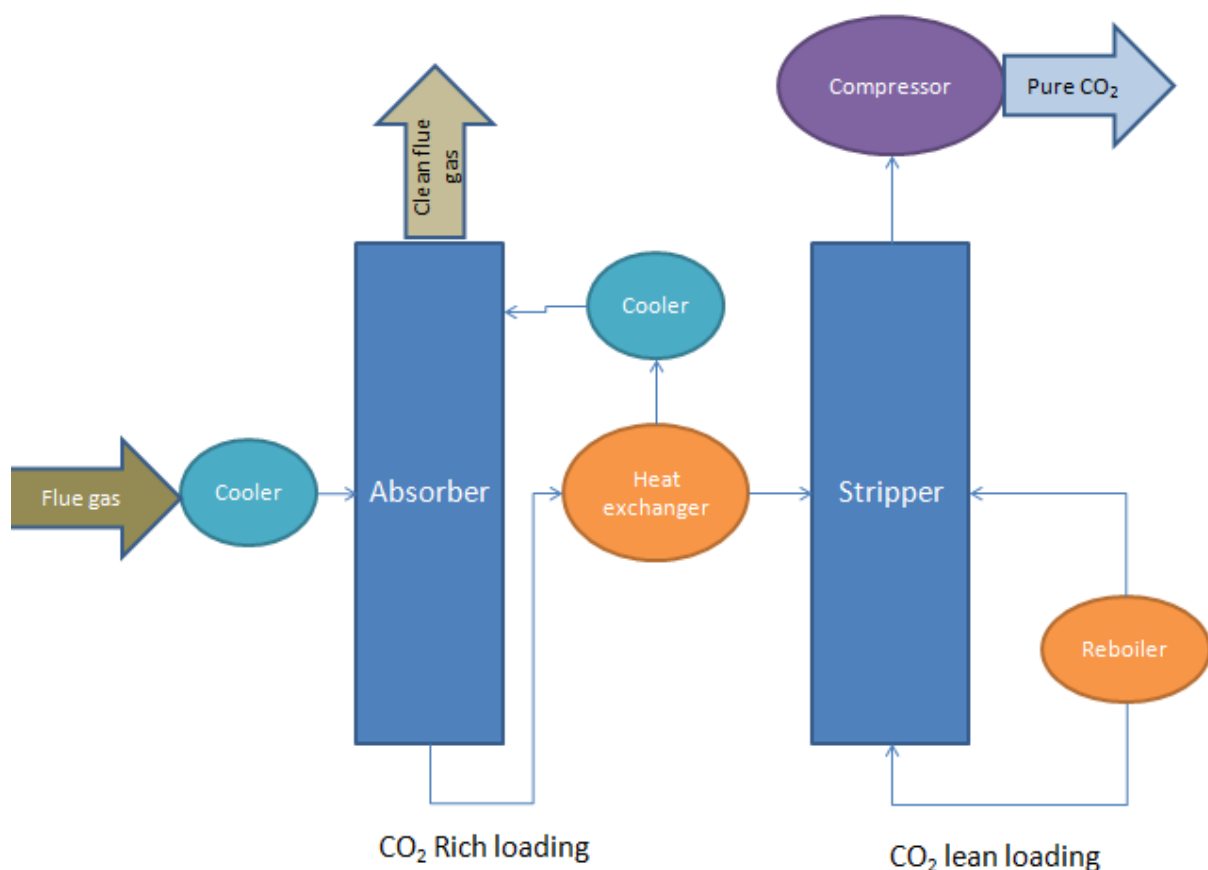 Compressor
Pure CO₂
Clean flue
gas
Cooler
Flue gas
Cooler
Absorber
Heat
exchanger
Stripper
Reboiler
CO₂ Rich loading
CO₂ lean loading